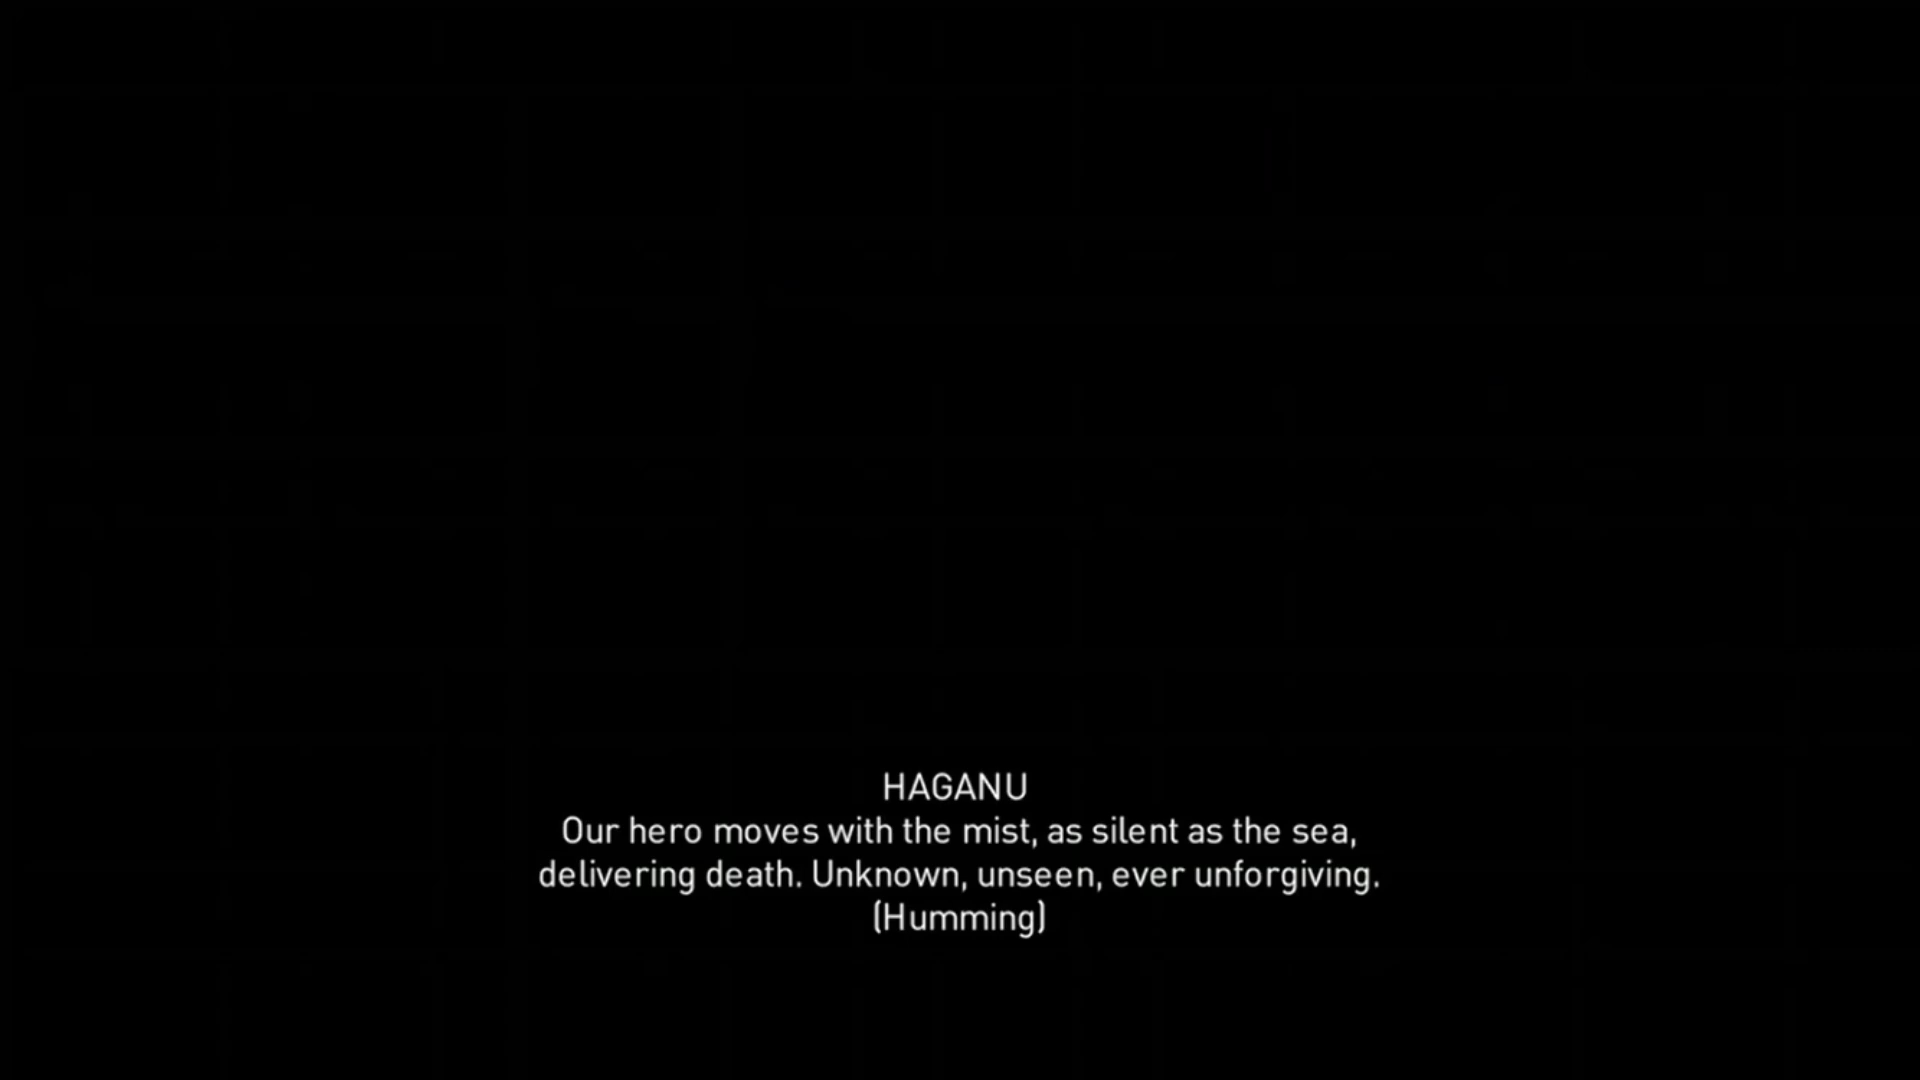 HAGANU
Our hero moves with the mist, as silent as the sea,
delivering death. Unknown, unseen, ever unforgiving.
(Humming)